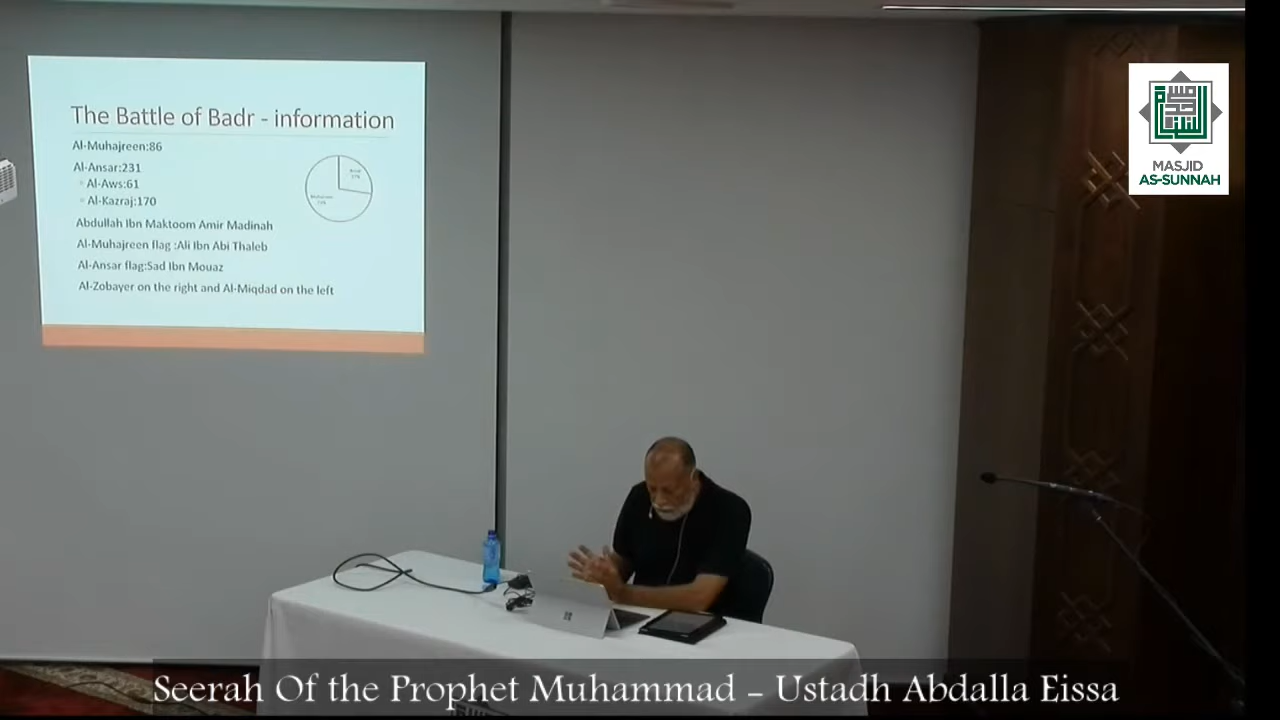 The Battle of Badr - information
Al-Muhajreen:86
Al-Ansar:231
Al-Aws:61
Al-Kazraj:170
Abdullah Ibn Maktoom Amir Madinah
Al-Muhajreen flag :Ali Ibn Abi Thaleb
Al-Ansar flag:Sad Ibn Mouaz
Al-Zobayer on the right and Al-Miqdad on the left
MASJID
AS-SUNNAH
Seerah Of the Prophet Muhammad - Ustadh Abdalla Eissa